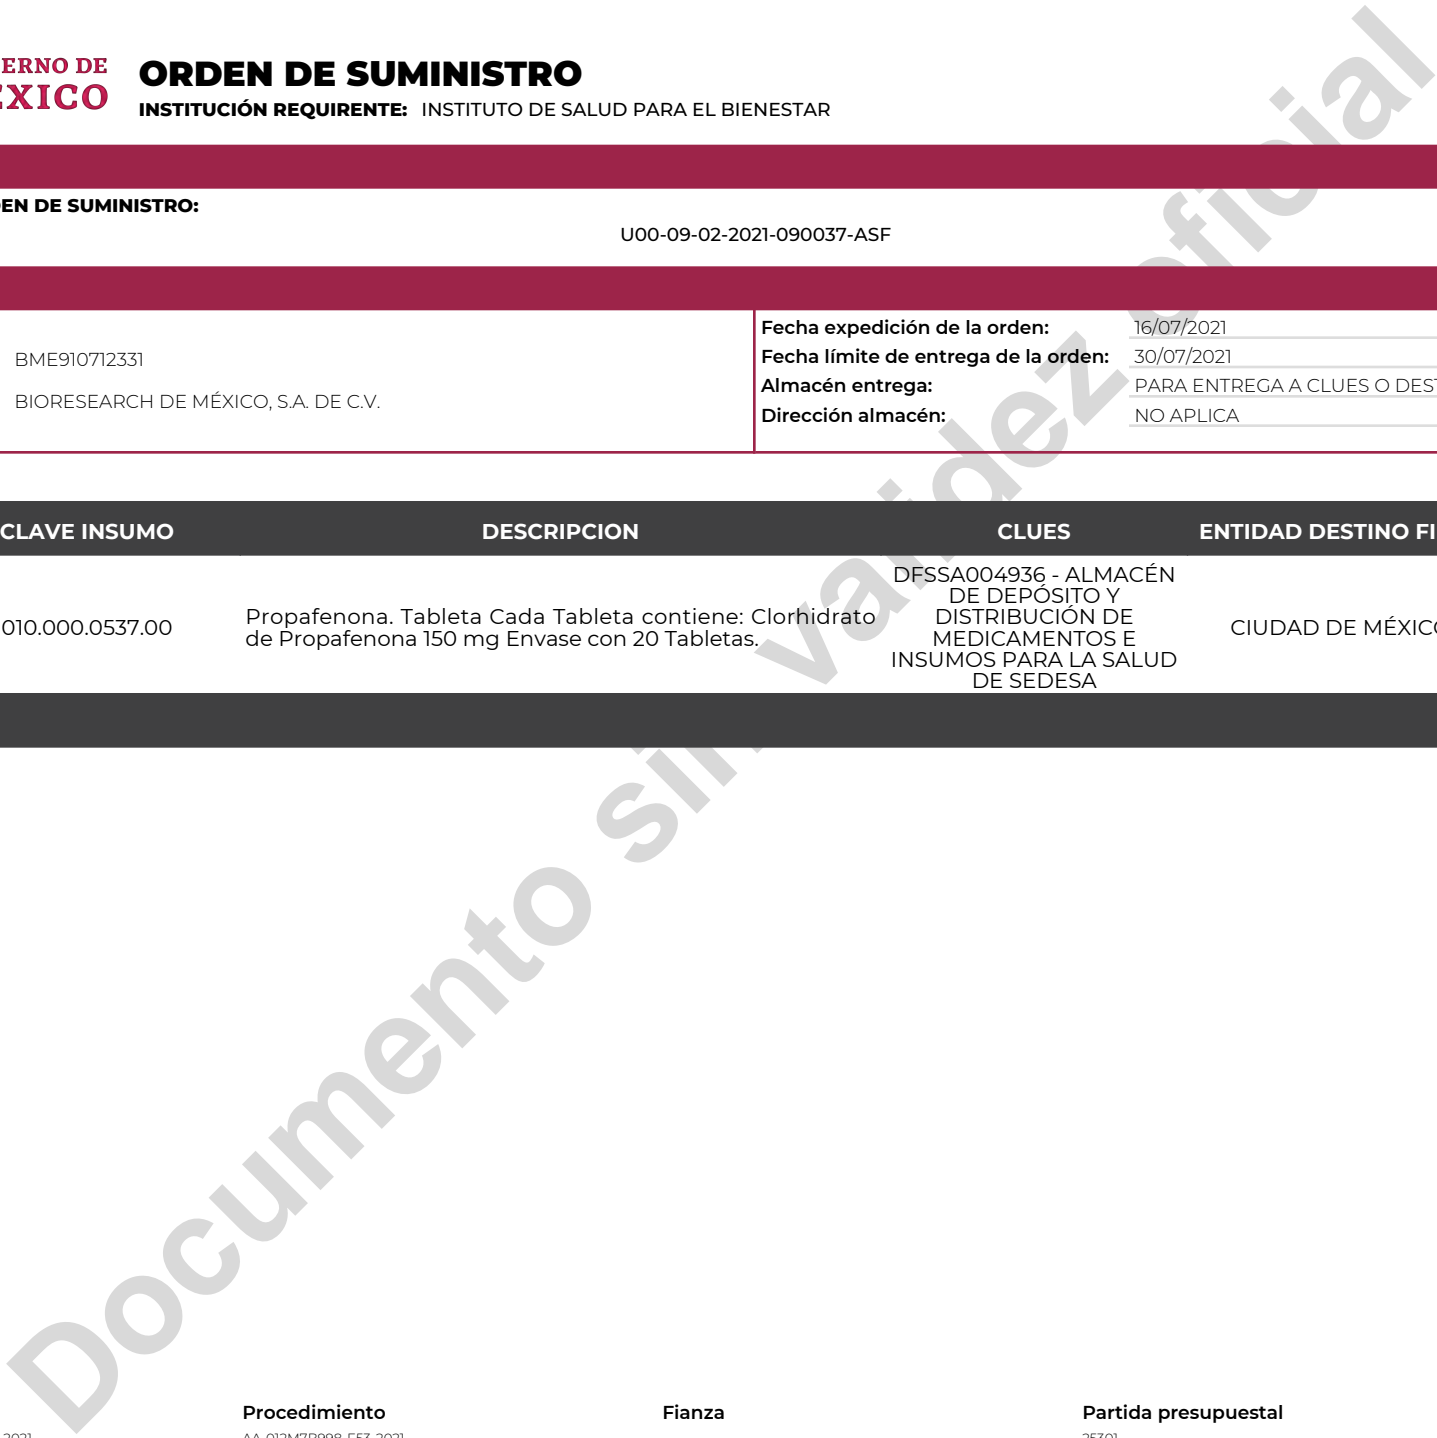 ERNO DE
ÉXICO
ORDEN DE SUMINISTRO
INSTITUCIÓN REQUIRENTE: INSTITUTO DE SALUD PARA EL BIENESTAR
EN DE SUMINISTRO:
U00-09-02-2021-090037-ASF
BME910712331
BIORESEARCH DE MÉXICO, S.A. DE C.V.
Fecha expedición de la orden: 16/07/2021
Fecha límite de entrega de la orden: 30/07/2021
Almacén entrega: PARA ENTREGA A CLUES O DEST
Dirección almacén: NO APLICA
CLAVE INSUMO DESCRIPCION CLUES ENTIDAD DESTINO FI
010.000.0537.00
Propafenona. Tableta Cada Tableta contiene: Clorhidrato
de Propafenona 150 mg Envase con 20 Tabletas.
DFSSA004936 - ALMACÉN
DE DEPÓSITO Y
DISTRIBUCIÓN DE
MEDICAMENTOS E
INSUMOS PARA LA SALUD
DE SEDESA
CIUDAD DE MÉXICO
Documento sin validez oficial
Procedimiento Fianza Partida presupuestal